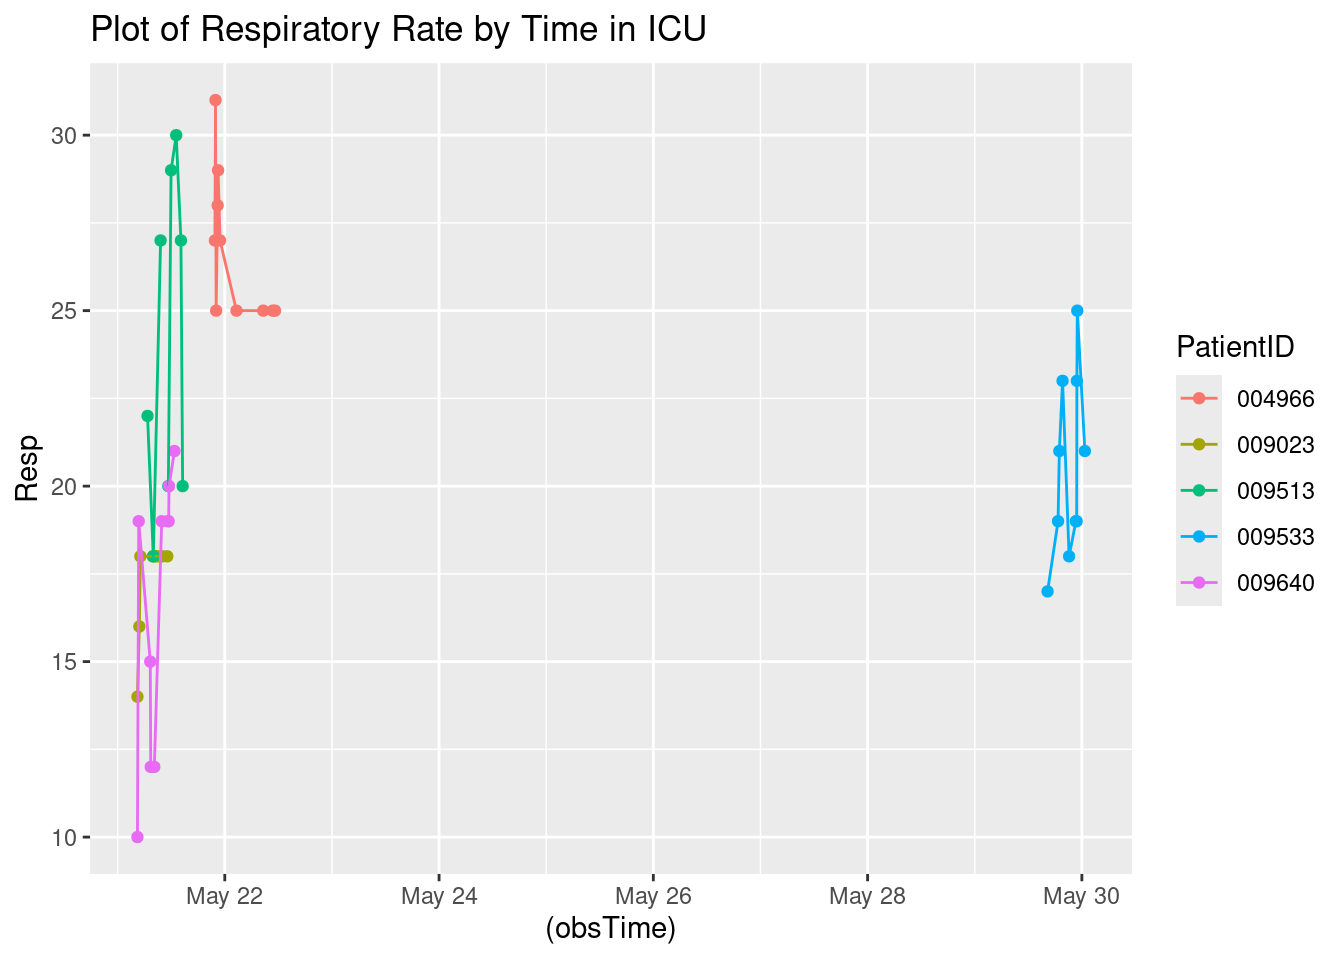 Plot of Respiratory Rate by Time in ICU
Resp
30
25
20
15
10
May 22
May 24
May 26
May 28
May 30
(obsTime)
PatientID
004966
009023
009513
009533
009640